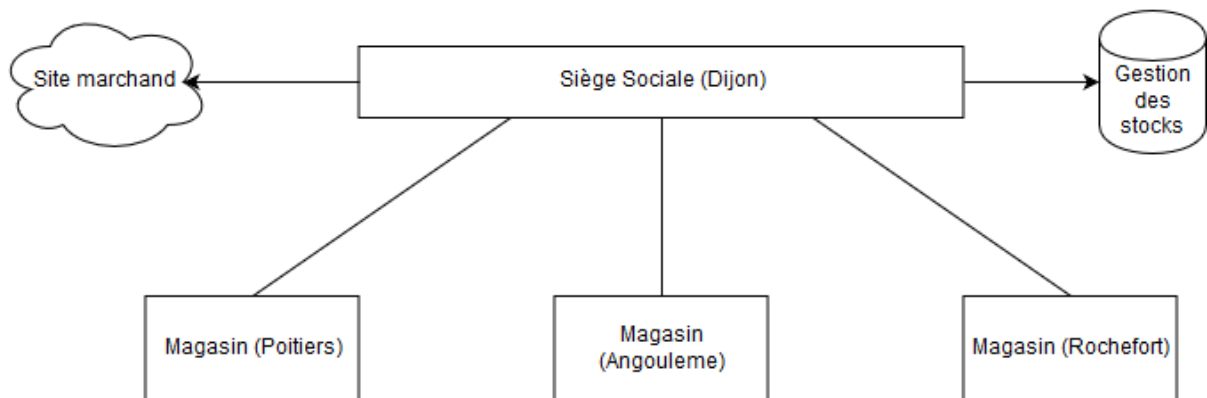 Site marchand
Siège Sociale (Dijon)
Gestion
des
stocks
Magasin (Poitiers)
Magasin
(Angouleme)
Magasin (Rochefort)